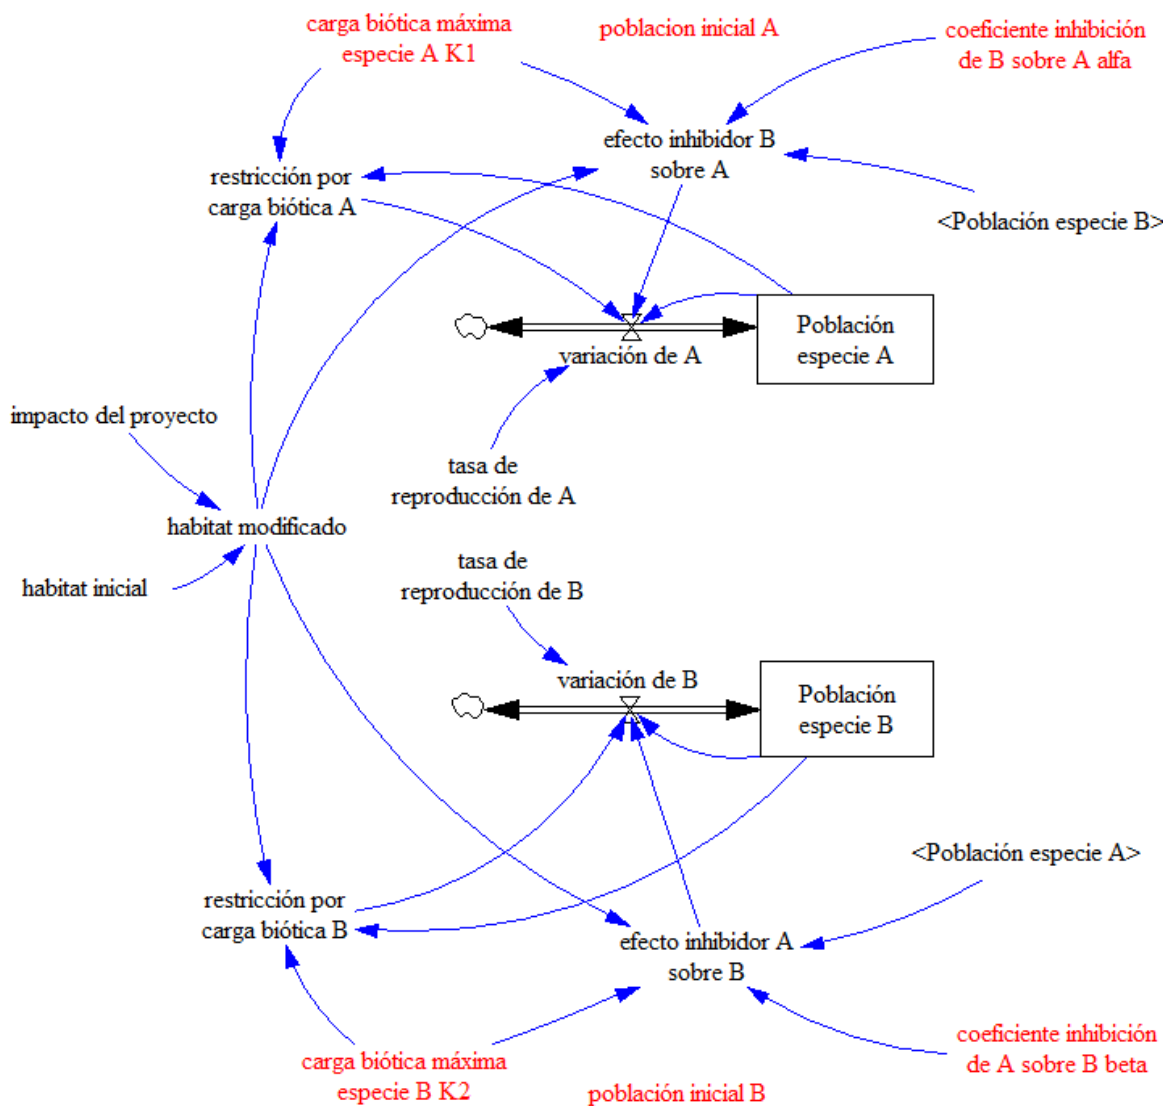 carga biótica máxima
especie A K1
poblacion inicial A
coeficiente inhibición
de B sobre A alfa
efecto inhibidor B
sobre A
restricción por
carga biótica A
<Población especie B>
Población
especie A
variación de A
impacto del proyecto
tasa de
reproducción de A
habitat modificado
habitat inicial
tasa de
reproducción de B
variación de B
Población
especie B
<Población especie A>
restricción por
carga biótica B
efecto inhibidor A
sobre B
carga biótica máxima
especie B K2
población inicial B
coeficiente inhibición
de A sobre B beta